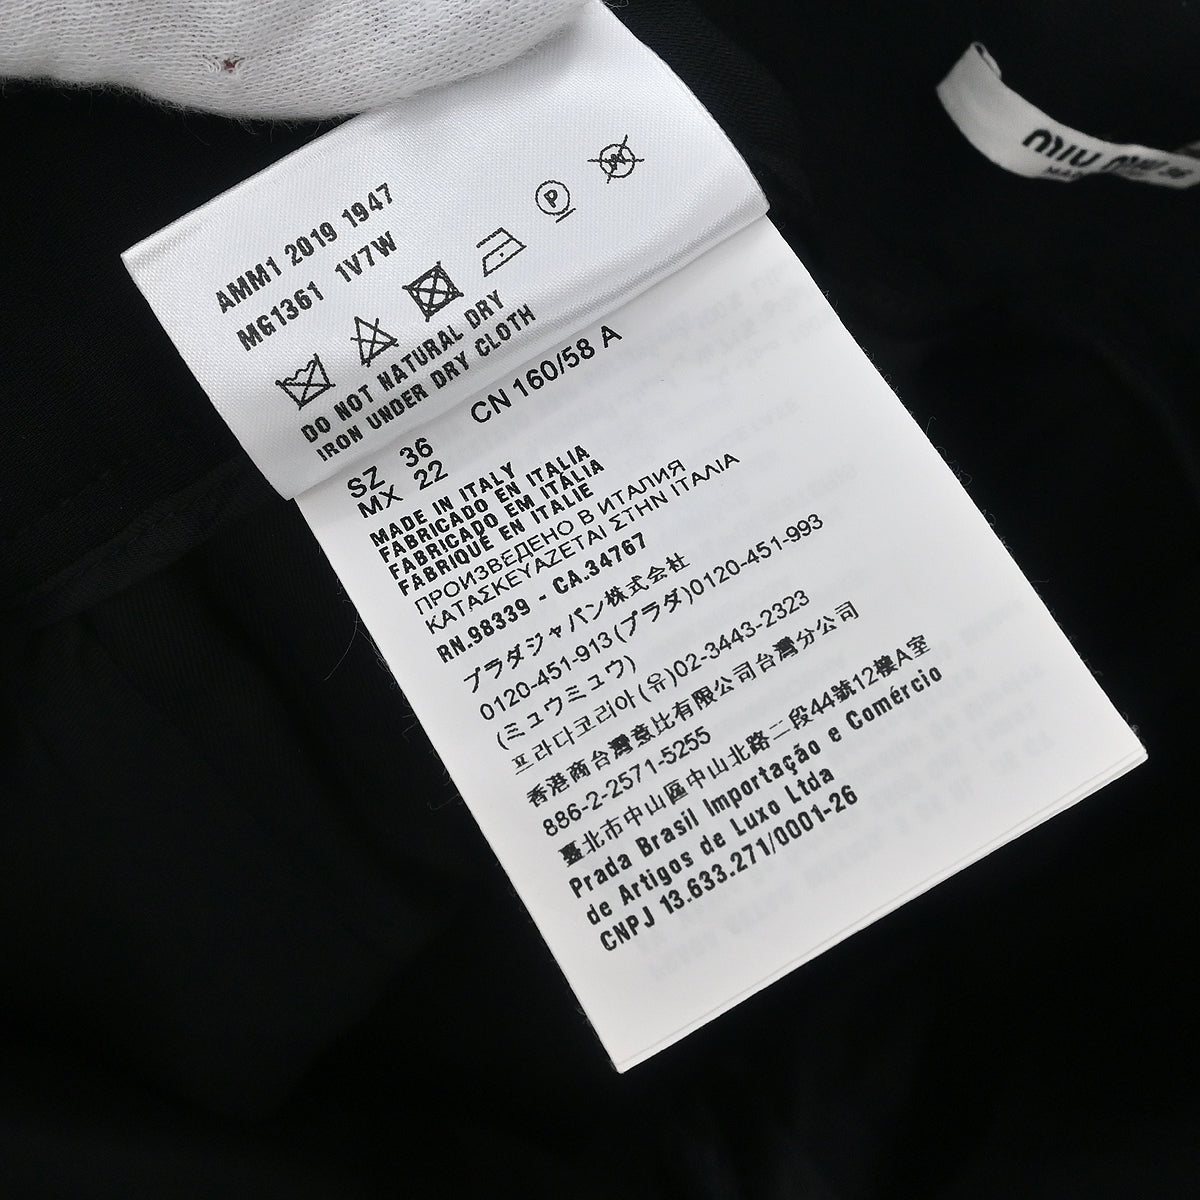 AMM1 2019 1947
MG1361 1V7W
P
W
DO NOT NATURAL DRY
IRON UNDER DRY CLOTH
CN 160/58 A
SZ 36
MX 22
MADE IN ITALY
FABRICADO EN ITALIA
FABRICADO EM ITÁLIA
FABRIQUÉ EN ITALIE
ПРОИЗВЕДЕНО В ИТАЛИЯ
ΚΑΤΑΣΚΕΥΑΖΕΤΑΙ ΣΤΗΝ ΙΤΑΛΙΑ
RN.98339 - CA.34767
プラダジャパン株式会社
0120-451-913(プラダ)0120-451-993
(ミュウミュウ)
프라다코리아(유)02-3443-2323
香港商台灣意比有限公司台灣分公司
886-2-2571-5255
臺北市中山區中山北路二段44號12樓A室
Prada Brasil Importação e Comércio
de Artigos de Luxo Ltda
CNPJ 13.633.271/0001-26
miu miu 36